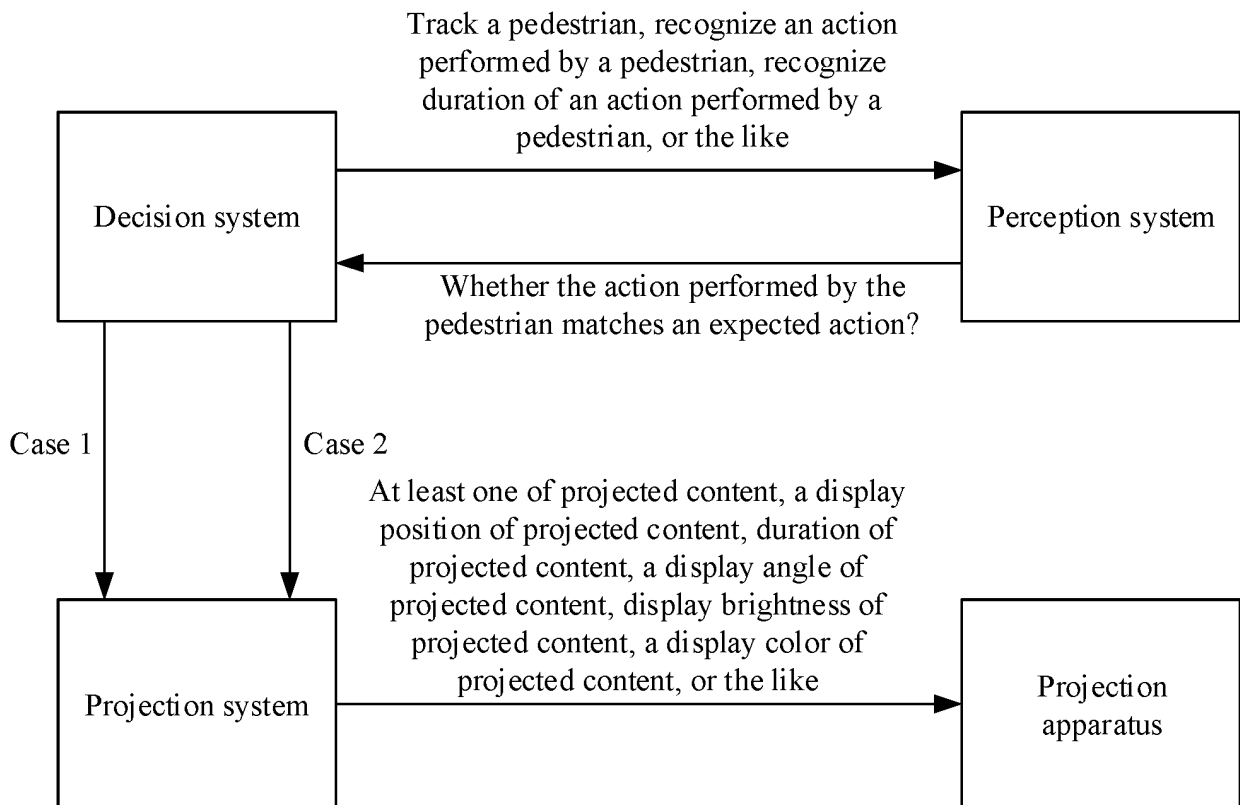 Track a pedestrian, recognize an action
performed by a pedestrian, recognize
duration of an action performed by a
pedestrian, or the like
Decision system
Perception system
Whether the action performed by the
pedestrian matches an expected action?
Case 1
Case 2
At least one of projected content, a display
position of projected content, duration of
projected content, a display angle of
projected content, display brightness of
projected content, a display color of
projected content, or the like
Projection system
Projection
apparatus